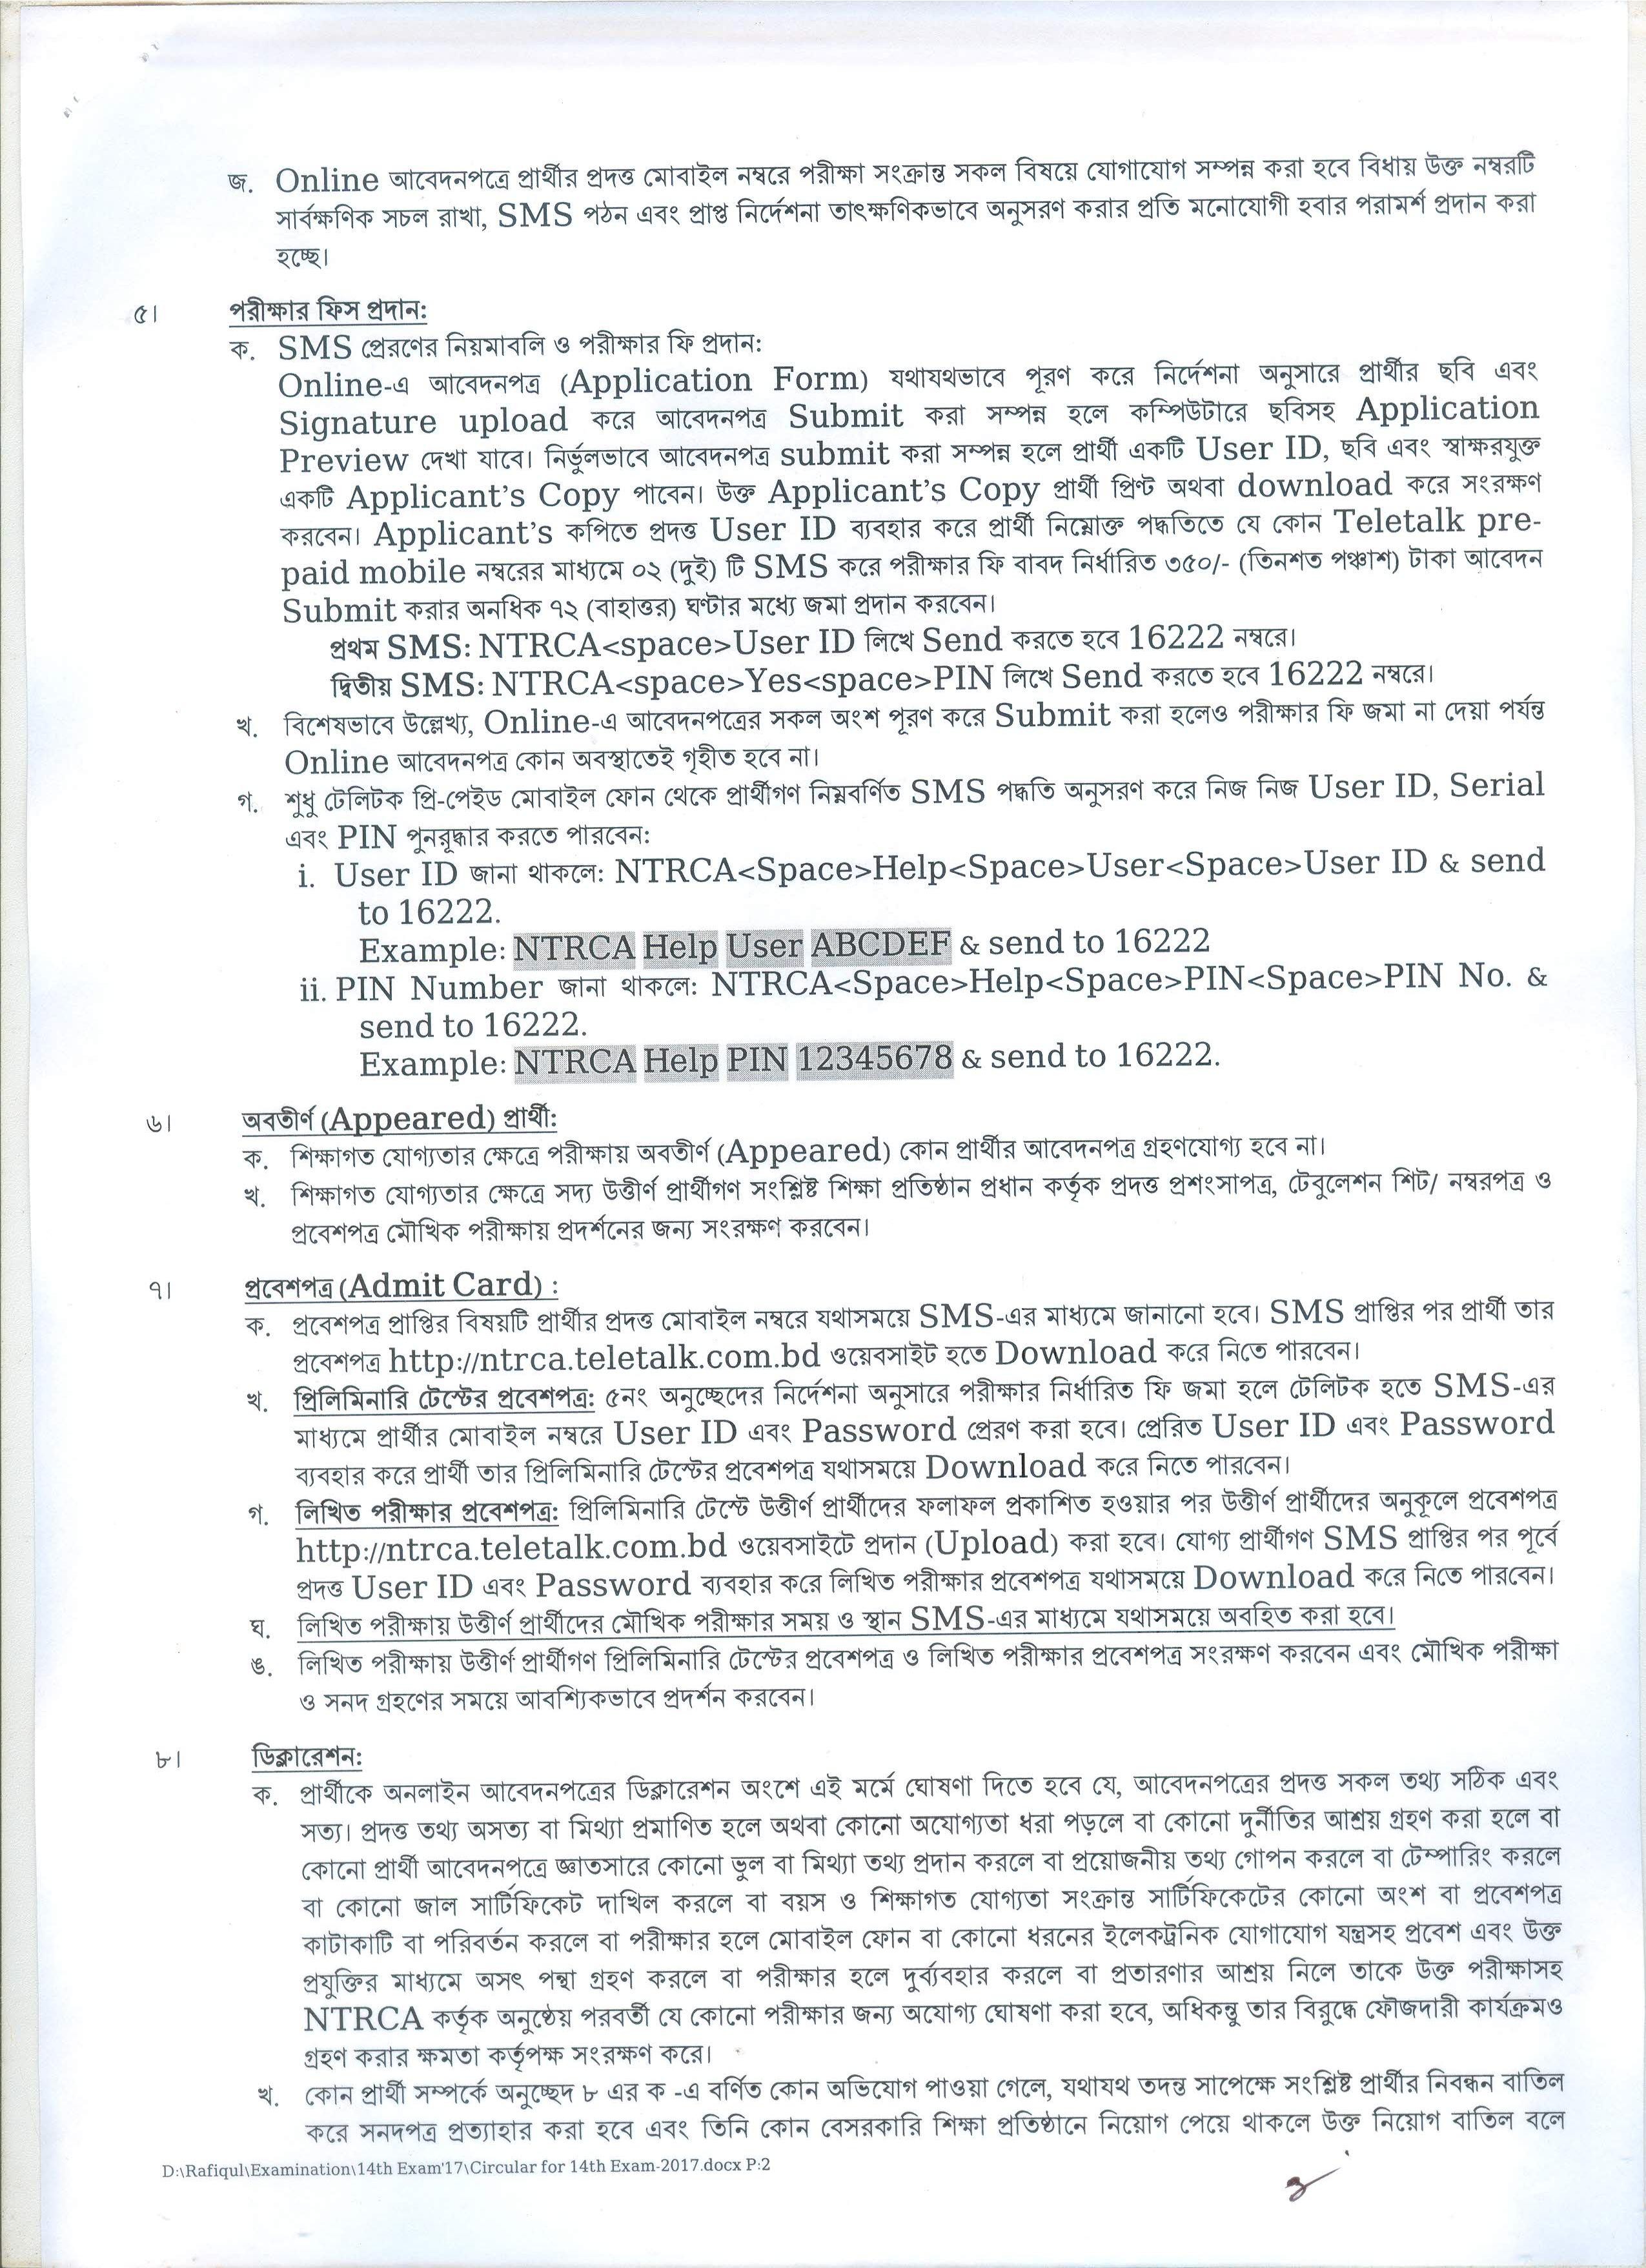 জ. Online আবেদনপত্রে প্রার্থীর প্রদত্ত মোবাইল নম্বরে পরীক্ষা সংক্রান্ত সকল বিষয়ে যোগাযোগ সম্পন্ন করা হবে বিধায় উক্ত নম্বরটি
সার্বক্ষণিক সচল রাখা, SMS পঠন এবং প্রাপ্ত নির্দেশনা তাৎক্ষণিকভাবে অনুসরণ করার প্রতি মনোযোগী হবার পরামর্শ প্রদান করা
হচ্ছে।
৫। পরীক্ষার ফিস প্রদান:
ক. SMS প্রেরণের নিয়মাবলি ও পরীক্ষার ফি প্রদান:
Online-এ আবেদনপত্র (Application Form) যথাযথভাবে পূরণ করে নির্দেশনা অনুসারে প্রার্থীর ছবি এবং
Signature upload করে আবেদনপত্র Submit করা সম্পন্ন হলে কম্পিউটারে ছবিসহ Application
Preview দেখা যাবে। নির্ভুলভাবে আবেদনপত্র submit করা সম্পন্ন হলে প্রার্থী একটি User ID, ছবি এবং স্বাক্ষরযুক্ত
একটি Applicant’s Copy পাবেন। উক্ত Applicant’s Copy প্রার্থী প্রিণ্ট অথবা download করে সংরক্ষণ
করবেন। Applicant’s কপিতে প্রদত্ত User ID ব্যবহার করে প্রার্থী নিম্নোক্ত পদ্ধতিতে যে কোন Teletalk pre-
paid mobile নম্বরের মাধ্যমে ০২ (দুই) টি SMS করে পরীক্ষার ফি বাবদ নির্ধারিত ৩৫০/- (তিনশত পঞ্চাশ) টাকা আবেদন
Submit করার অনধিক ৭২ (বাহাত্তর) ঘণ্টার মধ্যে জমা প্রদান করবেন।
প্রথম SMS: NTRCA<space>User ID লিখে Send করতে হবে 16222 নম্বরে।
দ্বিতীয় SMS: NTRCA<space>Yes<space>PIN লিখে Send করতে হবে 16222 নম্বরে।
খ. বিশেষভাবে উল্লেখ্য, Online-এ আবেদনপত্রের সকল অংশ পূরণ করে Submit করা হলেও পরীক্ষার ফি জমা না দেয়া পর্যন্ত
Online আবেদনপত্র কোন অবস্থাতেই গৃহীত হবে না।
গ. শুধু টেলিটক প্রি-পেইড মোবাইল ফোন থেকে প্রার্থীগণ নিম্নবর্ণিত SMS পদ্ধতি অনুসরণ করে নিজ নিজ User ID, Serial
এবং PIN পুনরূদ্ধার করতে পারবেন:
i. User ID জানা থাকলে: NTRCA<Space>Help<Space>User<Space>User ID & send
to 16222.
Example: NTRCA Help User ABCDEF & send to 16222
ii. PIN Number জানা থাকলে: NTRCA<Space>Help<Space>PIN<Space>PIN No. &
send to 16222.
Example: NTRCA Help PIN 12345678 & send to 16222.
৬। অবতীর্ণ (Appeared) প্রার্থী:
ক. শিক্ষাগত যোগ্যতার ক্ষেত্রে পরীক্ষায় অবতীর্ণ (Appeared) কোন প্রার্থীর আবেদনপত্র গ্রহণযোগ্য হবে না।
খ. শিক্ষাগত যোগ্যতার ক্ষেত্রে সদ্য উত্তীর্ণ প্রার্থীগণ সংশ্লিষ্ট শিক্ষা প্রতিষ্ঠান প্রধান কর্তৃক প্রদত্ত প্রশংসাপত্র, টেবুলেশন শিট/ নম্বরপত্র ও
প্রবেশপত্র মৌখিক পরীক্ষায় প্রদর্শনের জন্য সংরক্ষণ করবেন।
৭। প্রবেশপত্র (Admit Card) :
ক. প্রবেশপত্র প্রাপ্তির বিষয়টি প্রার্থীর প্রদত্ত মোবাইল নম্বরে যথাসময়ে SMS-এর মাধ্যমে জানানো হবে। SMS প্রাপ্তির পর প্রার্থী তার
প্রবেশপত্র http://ntrca.teletalk.com.bd ওয়েবসাইট হতে Download করে নিতে পারবেন।
খ. প্রিলিমিনারি টেস্টের প্রবেশপত্র: ৫নং অনুচ্ছেদের নির্দেশনা অনুসারে পরীক্ষার নির্ধারিত ফি জমা হলে টেলিটক হতে SMS-এর
মাধ্যমে প্রার্থীর মোবাইল নম্বরে User ID এবং Password প্রেরণ করা হবে। প্রেরিত User ID এবং Password
ব্যবহার করে প্রার্থী তার প্রিলিমিনারি টেস্টের প্রবেশপত্র যথাসময়ে Download করে নিতে পারবেন।
গ. লিখিত পরীক্ষার প্রবেশপত্র: প্রিলিমিনারি টেস্টে উত্তীর্ণ প্রার্থীদের ফলাফল প্রকাশিত হওয়ার পর উত্তীর্ণ প্রার্থীদের অনুকূলে প্রবেশপত্র
http://ntrca.teletalk.com.bd ওয়েবসাইটে প্রদান (Upload) করা হবে। যোগ্য প্রার্থীগণ SMS প্রাপ্তির পর পূর্বে
প্রদত্ত User ID এবং Password ব্যবহার করে লিখিত পরীক্ষার প্রবেশপত্র যথাসময়ে Download করে নিতে পারবেন।
ঘ. লিখিত পরীক্ষায় উত্তীর্ণ প্রার্থীদের মৌখিক পরীক্ষার সময় ও স্থান SMS-এর মাধ্যমে যথাসময়ে অবহিত করা হবে।
ঙ. লিখিত পরীক্ষায় উত্তীর্ণ প্রার্থীগণ প্রিলিমিনারি টেস্টের প্রবেশপত্র ও লিখিত পরীক্ষার প্রবেশপত্র সংরক্ষণ করবেন এবং মৌখিক পরীক্ষা
ও সনদ গ্রহণের সময়ে আবশ্যিকভাবে প্রদর্শন করবেন।
৮। ডিক্লারেশন:
ক. প্রার্থীকে অনলাইন আবেদনপত্রের ডিক্লারেশন অংশে এই মর্মে ঘোষণা দিতে হবে যে, আবেদনপত্রের প্রদত্ত সকল তথ্য সঠিক এবং
সত্য। প্রদত্ত তথ্য অসত্য বা মিথ্যা প্রমাণিত হলে অথবা কোনো অযোগ্যতা ধরা পড়লে বা কোনো দুর্নীতির আশ্রয় গ্রহণ করা হলে বা
কোনো প্রার্থী আবেদনপত্রে জ্ঞাতসারে কোনো ভুল বা মিথ্যা তথ্য প্রদান করলে বা প্রয়োজনীয় তথ্য গোপন করলে বা টেম্পারিং করলে
বা কোনো জাল সার্টিফিকেট দাখিল করলে বা বয়স ও শিক্ষাগত যোগ্যতা সংক্রান্ত সার্টিফিকেটের কোনো অংশ বা প্রবেশপত্র
কাটাকাটি বা পরিবর্তন করলে বা পরীক্ষার হলে মোবাইল ফোন বা কোনো ধরনের ইলেকট্রনিক যোগাযোগ যন্ত্রসহ প্রবেশ এবং উক্ত
প্রযুক্তির মাধ্যমে অসৎ পন্থা গ্রহণ করলে বা পরীক্ষার হলে দুর্ব্যবহার করলে বা প্রতারণার আশ্রয় নিলে তাকে উক্ত পরীক্ষাসহ
NTRCA কর্তৃক অনুষ্ঠেয় পরবর্তী যে কোনো পরীক্ষার জন্য অযোগ্য ঘোষণা করা হবে, অধিকন্তু তার বিরুদ্ধে ফৌজদারী কার্যক্রমও
গ্রহণ করার ক্ষমতা কর্তৃপক্ষ সংরক্ষণ করে।
খ. কোন প্রার্থী সম্পর্কে অনুচ্ছেদ ৮ এর ক -এ বর্ণিত কোন অভিযোগ পাওয়া গেলে, যথাযথ তদন্ত সাপেক্ষে সংশ্লিষ্ট প্রার্থীর নিবন্ধন বাতিল
করে সনদপত্র প্রত্যাহার করা হবে এবং তিনি কোন বেসরকারি শিক্ষা প্রতিষ্ঠানে নিয়োগ পেয়ে থাকলে উক্ত নিয়োগ বাতিল বলে
D:\Rafiqul\Examination\14th Exam'17\Circular for 14th Exam-2017.docx P:2